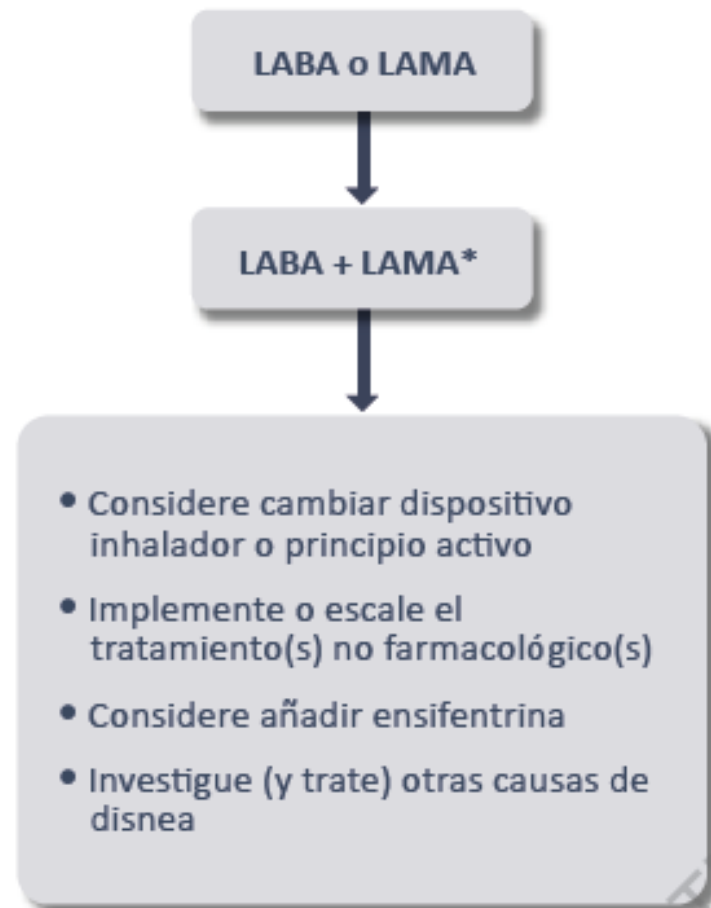 LABA o LAMA
LABA + LAMA*
• Considere cambiar dispositivo
inhalador o principio activo
• Implemente o escale el
tratamiento(s) no farmacológico(s)
• Considere añadir ensifentrina
• Investigue (y trate) otras causas de
disnea